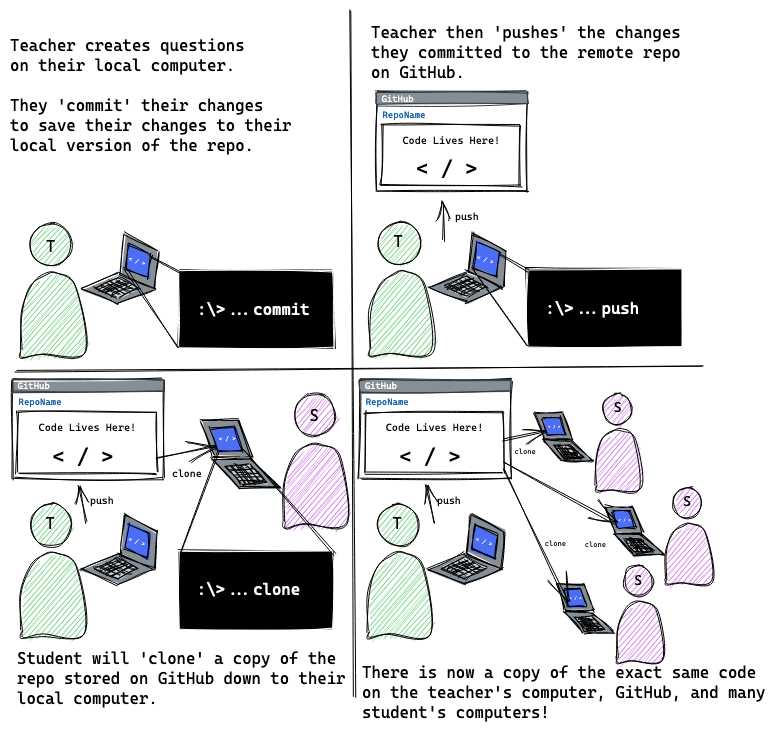 Teacher creates questions
on their local computer.
They 'commit' their changes
to save their changes to their
local version of the repo.
T
< / >
:\>... commit
Teacher then 'pushes' the changes
they committed to the remote repo
on GitHub.
GitHub
RepoName
Code Lives Here!
< / >
push
T
< / >
:\>... push
GitHub
RepoName
Code Lives Here!
< / >
clone
< / >
S
push
T
< / >
:\>... clone
Student will 'clone' a copy of the
repo stored on GitHub down to their
local computer.
GitHub
RepoName
Code Lives Here!
< / >
clone
< / >
S
push
T
< / >
clone
clone
< / >
S
< / >
S
There is now a copy of the exact same code
on the teacher's computer, GitHub, and many
student's computers!